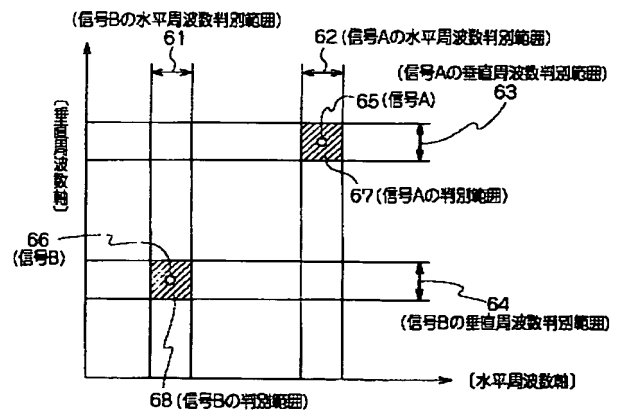 (信号Bの水平周波数判別範囲)
61
62(信号Aの水平周波数判別範囲)
(信号Aの垂直周波数判別範囲)
63
65(信号A)
[垂直周波数軸]
67(信号Aの判別範囲)
66
(信号B)
64
(信号Bの垂直周波数判別範囲)
[水平周波数軸]
68(信号Bの判別範囲)